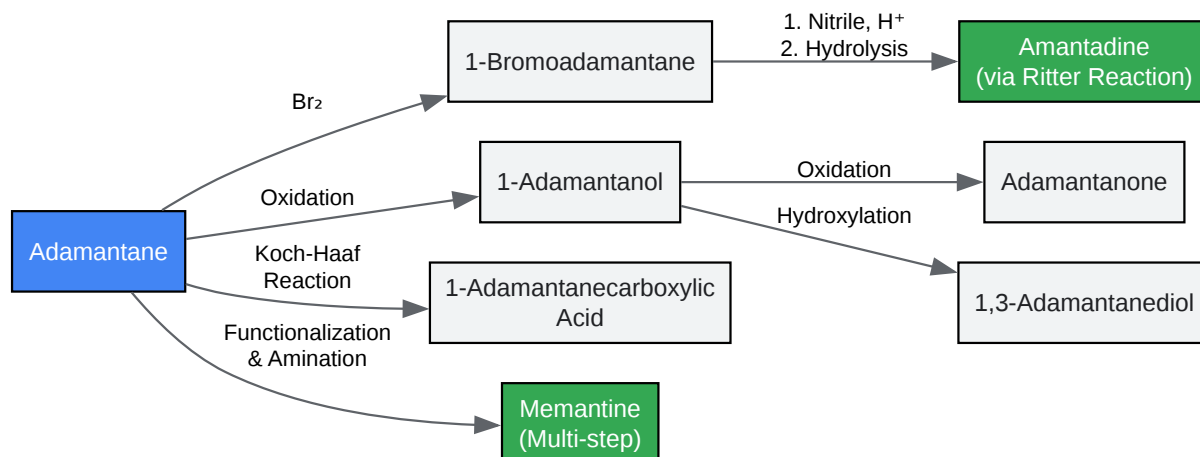 1. Nitrile, H⁺
2. Hydrolysis
Amantadine
(via Ritter Reaction)
1-Bromoadamantane
Br₂
Oxidation
1-Adamantanol
Oxidation
Adamantanone
Hydroxylation
Adamantane
Koch-Haaf
Reaction
1-Adamantanecarboxylic
Acid
1,3-Adamantanediol
Functionalization
& Amination
Memantine
(Multi-step)